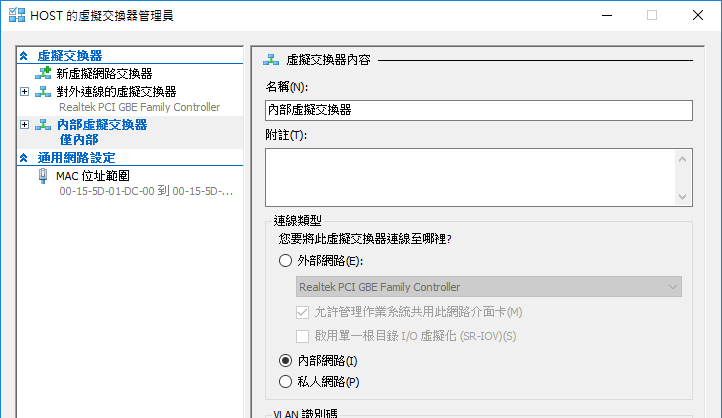 HOST 的虛擬交換器管理員
虛擬交換器
新虛擬網路交換器
對外連線的虛擬交換器
Realtek PCI GBE Family Controller
內部虛擬交換器
僅內部
通用網路設定
MAC 位址範圍
00-15-5D-01-DC-00 到 00-15-5D-...
虛擬交換器內容
名稱(N):
內部虛擬交換器
附註(T):
連線類型
您要將此虛擬交換器連線至哪裡?
外部網路(E):
Realtek PCI GBE Family Controller
允許管理作業系統共用此網路介面卡(M)
啟用單一根目錄 I/O 虛擬化 (SR-IOV)(S)
內部網路(I)
私人網路(P)
VLAN 識別碼